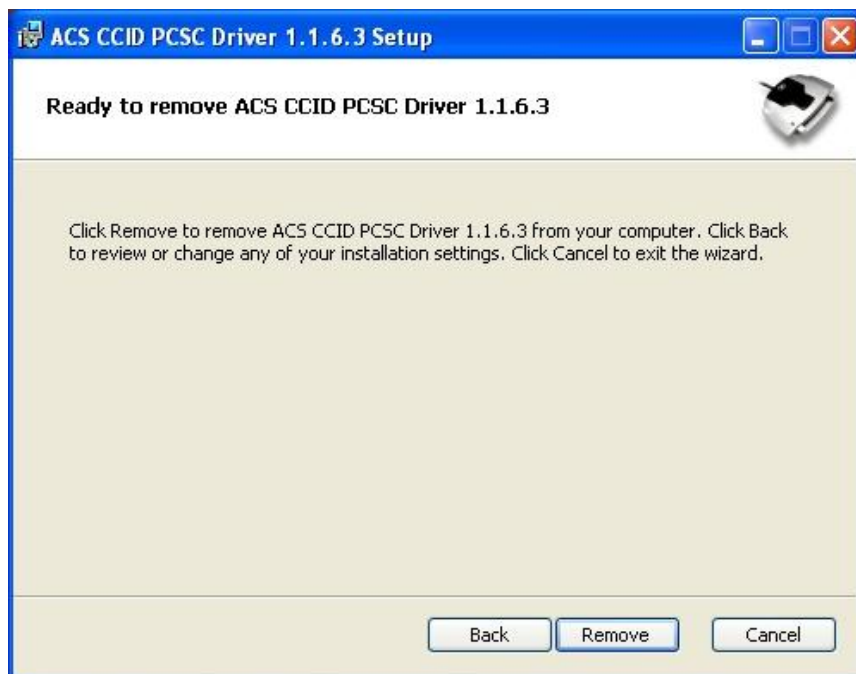 ACS CCID PCSC Driver 1.1.6.3 Setup
Ready to remove ACS CCID PCSC Driver 1.1.6.3
Click Remove to remove ACS CCID PCSC Driver 1.1.6.3 from your computer. Click Back
to review or change any of your installation settings. Click Cancel to exit the wizard.
Back Remove Cancel